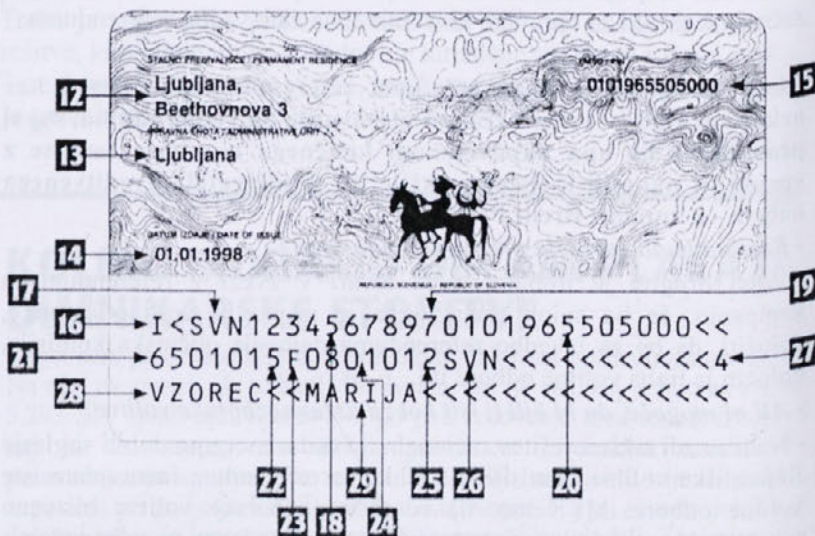 STALNO PREBIVALIŠČE / PERMANENT RESIDENCE
12 Ljubljana,
Beethovnova 3
0101965505000 15
UPRAVNA ENOTA / ADMINISTRATIVE UNIT
13 Ljubljana
DATUM IZDAJE / DATE OF ISSUE
14 01.01.1998
REPUBLIKA SLOVENIJA / REPUBLIC OF SLOVENIA
17 19
16 I<SVN12345678970101965505000<<
21 6501015F0801012SVN<<<<<<<<<<<4 27
28 VZOREC<<MARIJA<<<<<<<<<<<<<<<<
22 29 25 26 20
23 18 24